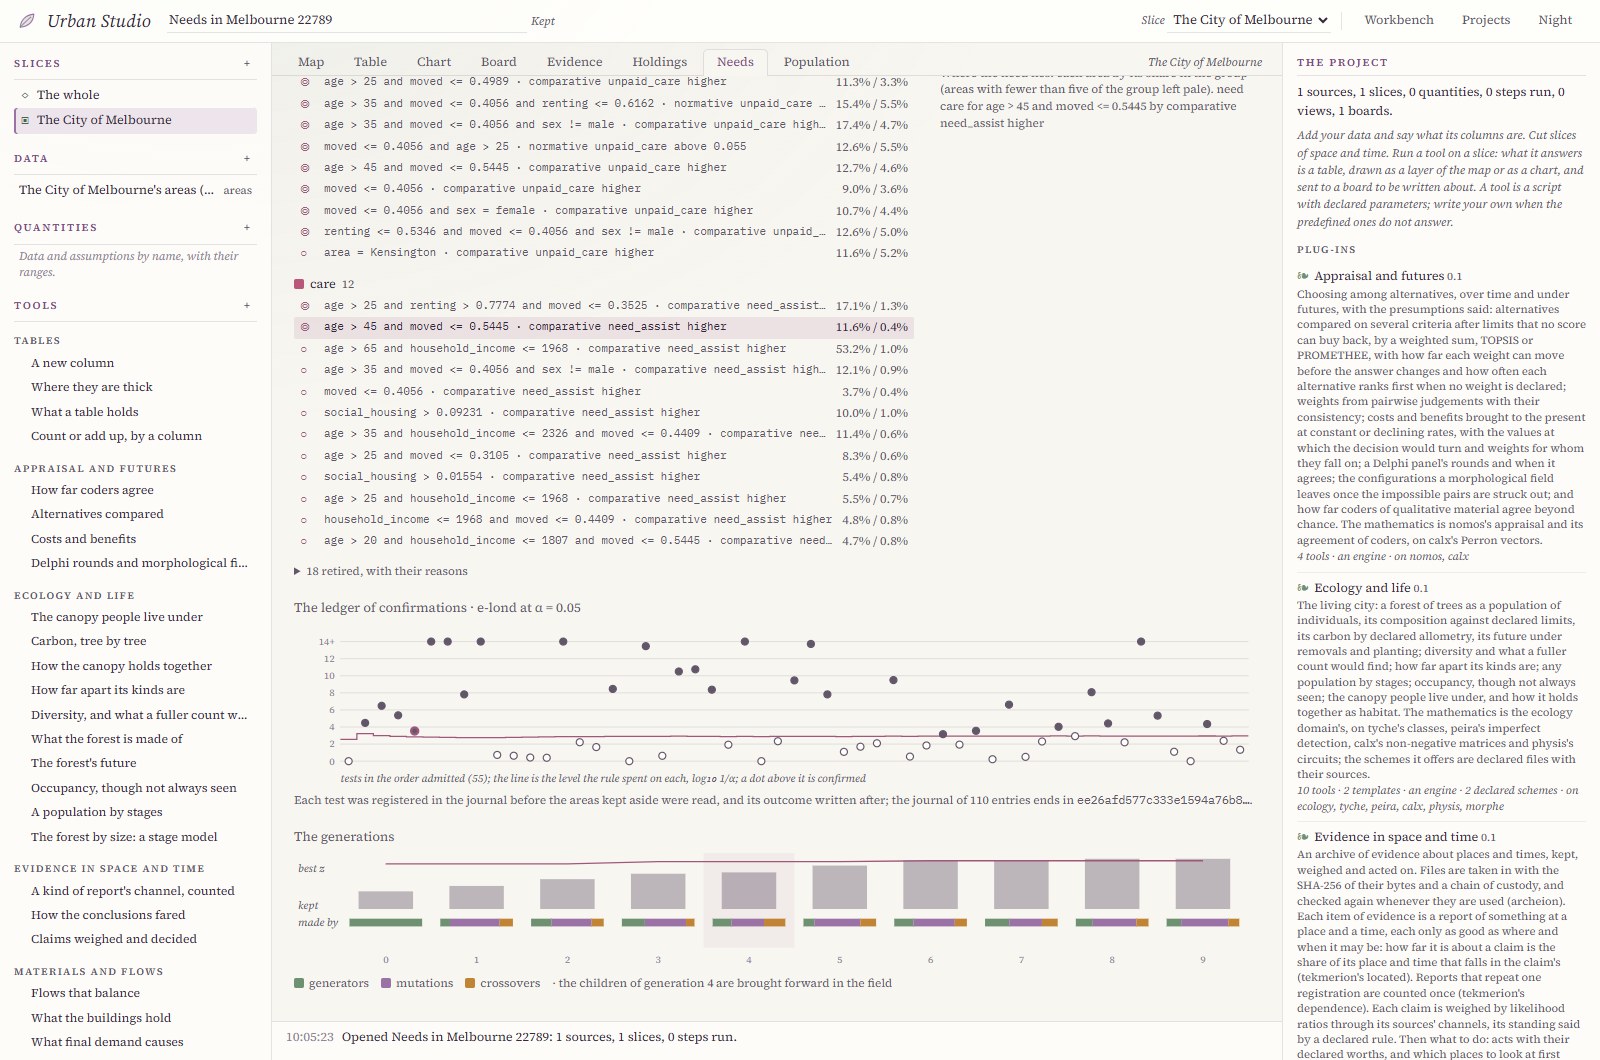 Urban Studio
Needs in Melbourne 22789
Kept
Slice The City of Melbourne
Workbench
Projects
Night
SLICES
+
The whole
The City of Melbourne
DATA
+
The City of Melbourne's areas (... areas
QUANTITIES
+
Data and assumptions by name, with their
ranges.
TOOLS
+
TABLES
A new column
Where they are thick
What a table holds
Count or add up, by a column
APPRAISAL AND FUTURES
How far coders agree
Alternatives compared
Costs and benefits
Delphi rounds and morphological fi...
ECOLOGY AND LIFE
The canopy people live under
Carbon, tree by tree
How the canopy holds together
How far apart its kinds are
Diversity, and what a fuller count w...
What the forest is made of
The forest's future
Occupancy, though not always seen
A population by stages
The forest by size: a stage model
EVIDENCE IN SPACE AND TIME
A kind of report's channel, counted
How the conclusions fared
Claims weighed and decided
MATERIALS AND FLOWS
Flows that balance
What the buildings hold
What final demand causes
Map
Table
Chart
Board
Evidence
Holdings
Needs
Population
The City of Melbourne
age > 25 and moved <= 0.4989 · comparative unpaid_care higher 11.3% / 3.3%
age > 35 and moved <= 0.4056 and renting <= 0.6162 · normative unpaid_care … 15.4% / 5.5%
age > 35 and moved <= 0.4056 and sex != male · comparative unpaid_care high… 17.4% / 4.7%
moved <= 0.4056 and age > 25 · normative unpaid_care above 0.055 12.6% / 5.5%
age > 45 and moved <= 0.5445 · comparative unpaid_care higher 12.7% / 4.6%
moved <= 0.4056 · comparative unpaid_care higher 9.0% / 3.6%
moved <= 0.4056 and sex = female · comparative unpaid_care higher 10.7% / 4.4%
renting <= 0.5346 and moved <= 0.4056 and sex != male · comparative unpaid_… 12.6% / 5.0%
area = Kensington · comparative unpaid_care higher 11.6% / 5.2%
care 12
age > 25 and renting > 0.7774 and moved <= 0.3525 · comparative need_assist… 17.1% / 1.3%
age > 45 and moved <= 0.5445 · comparative need_assist higher 11.6% / 0.4%
age > 65 and household_income <= 1968 · comparative need_assist higher 53.2% / 1.0%
age > 35 and moved <= 0.4056 and sex != male · comparative need_assist high… 12.1% / 0.9%
moved <= 0.4056 · comparative need_assist higher 3.7% / 0.4%
social_housing > 0.09231 · comparative need_assist higher 10.0% / 1.0%
age > 35 and household_income <= 2326 and moved <= 0.4409 · comparative nee… 11.4% / 0.6%
age > 25 and moved <= 0.3105 · comparative need_assist higher 8.3% / 0.6%
social_housing > 0.01554 · comparative need_assist higher 5.4% / 0.8%
age > 25 and household_income <= 1968 · comparative need_assist higher 5.5% / 0.7%
household_income <= 1968 and moved <= 0.4409 · comparative need_assist higher 4.8% / 0.8%
age > 20 and household_income <= 1807 and moved <= 0.5445 · comparative need… 4.7% / 0.8%
18 retired, with their reasons
(areas with fewer than five of the group left pale). need
care for age > 45 and moved <= 0.5445 by comparative
need_assist higher
The ledger of confirmations · e-lond at α = 0.05
14+
12
10
8
6
4
2
0
tests in the order admitted (55); the line is the level the rule spent on each, log₁₀ 1/α; a dot above it is confirmed
Each test was registered in the journal before the areas kept aside were read, and its outcome written after; the journal of 110 entries ends in ee26afd577c333e1594a76b8….
The generations
best z
kept
made by
0 1 2 3 4 5 6 7 8 9
generators
mutations
crossovers
· the children of generation 4 are brought forward in the field
10:05:23 Opened Needs in Melbourne 22789: 1 sources, 1 slices, 0 steps run.
THE PROJECT
1 sources, 1 slices, 0 quantities, 0 steps run, 0
views, 1 boards.
Add your data and say what its columns are. Cut slices
of space and time. Run a tool on a slice: what it answers
is a table, drawn as a layer of the map or as a chart, and
sent to a board to be written about. A tool is a script
with declared parameters; write your own when the
predefined ones do not answer.
PLUG-INS
Appraisal and futures 0.1
Choosing among alternatives, over time and under
futures, with the presumptions said: alternatives
compared on several criteria after limits that no score
can buy back, by a weighted sum, TOPSIS or
PROMETHEE, with how far each weight can move
before the answer changes and how often each
alternative ranks first when no weight is declared;
weights from pairwise judgements with their
consistency; costs and benefits brought to the present
at constant or declining rates, with the values at
which the decision would turn and weights for whom
they fall on; a Delphi panel's rounds and when it
agrees; the configurations a morphological field
leaves once the impossible pairs are struck out; and
how far coders of qualitative material agree beyond
chance. The mathematics is nomos's appraisal and its
agreement of coders, on calx's Perron vectors.
4 tools · an engine · on nomos, calx
Ecology and life 0.1
The living city: a forest of trees as a population of
individuals, its composition against declared limits,
its carbon by declared allometry, its future under
removals and planting; diversity and what a fuller
count would find; how far apart its kinds are; any
population by stages; occupancy, though not always
seen; the canopy people live under, and how it holds
together as habitat. The mathematics is the ecology
domain's, on tyche's classes, peira's imperfect
detection, calx's non-negative matrices and physis's
circuits; the schemes it offers are declared files with
their sources.
10 tools · 2 templates · an engine · 2 declared schemes · on
ecology, tyche, peira, calx, physis, morphe
Evidence in space and time 0.1
An archive of evidence about places and times, kept,
weighed and acted on. Files are taken in with the
SHA-256 of their bytes and a chain of custody, and
checked again whenever they are used (archeion).
Each item of evidence is a report of something at a
place and a time, each only as good as where and
when it may be: how far it is about a claim is the
share of its place and time that falls in the claim's
(tekmerion's located). Reports that repeat one
registration are counted once (tekmerion's
dependence). Each claim is weighed by likelihood
ratios through its sources' channels, its standing said
by a declared rule. Then what to do: acts with their
declared worths, and which places to look at first